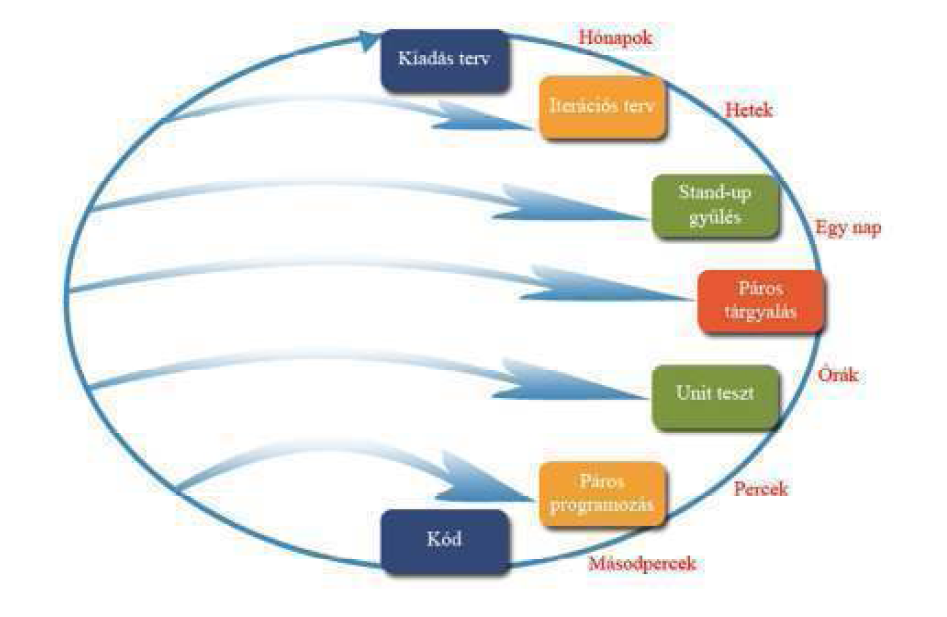 Hónapok
Kiadás terv
Iterációs terv
Hetek
Stand-up
gyűlés
Egy nap
Páros
tárgyalás
Órák
Unit teszt
Percek
Páros
programozás
Kód
Másodpercek